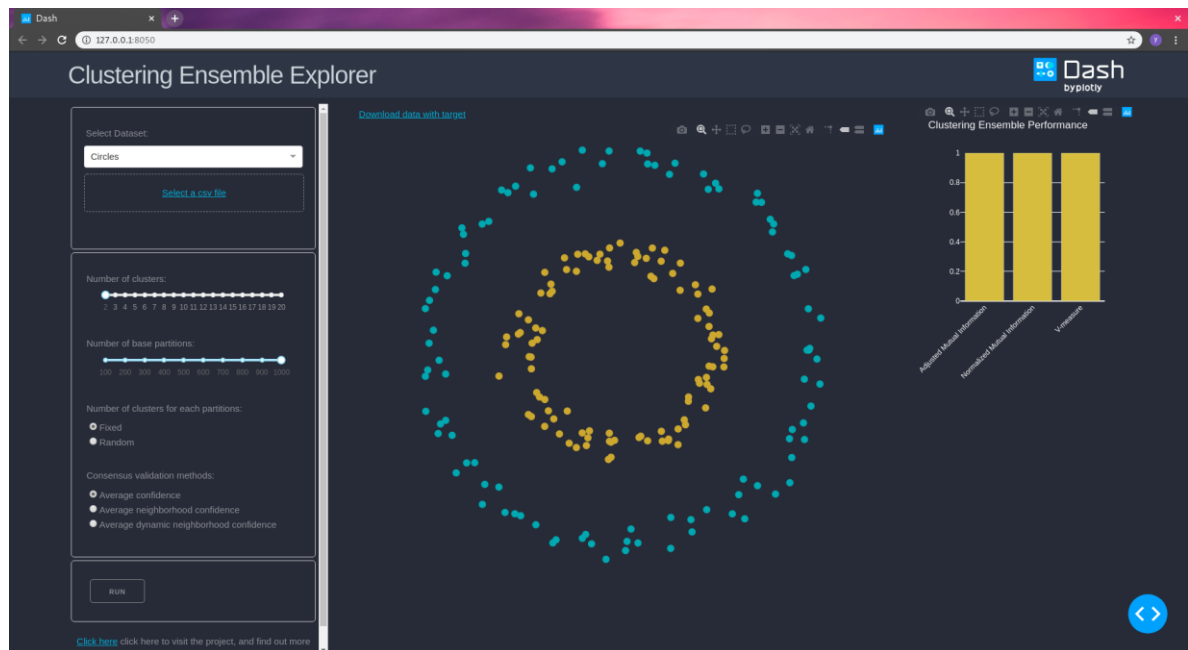 Dash
127.0.0.1:8050
Clustering Ensemble Explorer
Dash
byplotly
Select Dataset:
Circles
Select a csv file
Number of clusters:
2 3 4 5 6 7 8 9 10 11 12 13 14 15 16 17 18 19 20
Number of base partitions:
100 200 300 400 500 600 700 800 900 1000
Number of clusters for each partitions:
Fixed
Random
Consensus validation methods:
Average confidence
Average neighborhood confidence
Average dynamic neighborhood confidence
RUN
Click here click here to visit the project, and find out more
Download data with target
Clustering Ensemble Performance
1
0.8
0.6
0.4
0.2
0
Adjusted Mutual Information
Normalized Mutual Information
V-measure